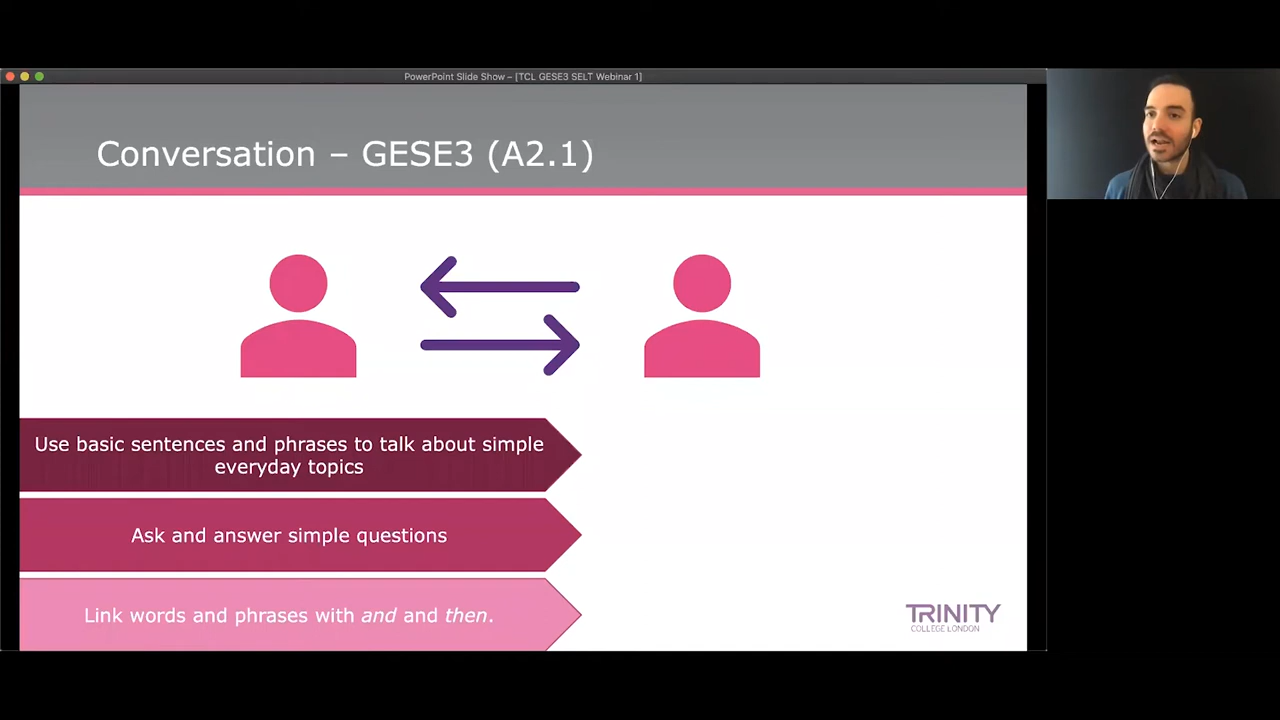 PowerPoint Slide Show – [TCL GESE3 SELT Webinar 1]
Conversation – GESE3 (A2.1)
Use basic sentences and phrases to talk about simple
everyday topics
Ask and answer simple questions
Link words and phrases with and and then.
TRINITY
COLLEGE LONDON